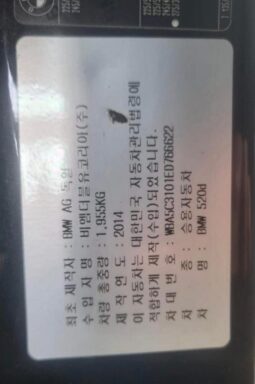 최초 제작자 : BMW AG 독일
수 입 자 명 : 비엠더블유코리아(주)
차량 총중량 : 1,955KG
제 작 연 도 : 2014
이 자동차는 대한민국 자동차관리법령에
적합하게 제작(수입)되었습니다.
차 대 번 호 : WBA5C3101ED766622
차 종 : 승용자동차
차 명 : BMW 520d